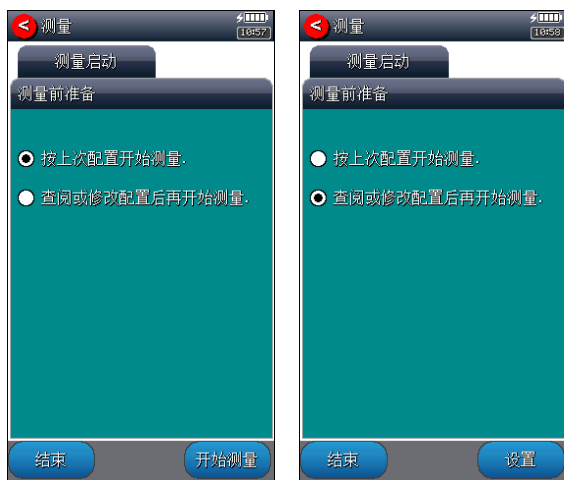 测量
10:57
测量启动
测量前准备
按上次配置开始测量.
查阅或修改配置后再开始测量.
结束
开始测量
测量
10:58
测量启动
测量前准备
按上次配置开始测量.
查阅或修改配置后再开始测量.
结束
设置